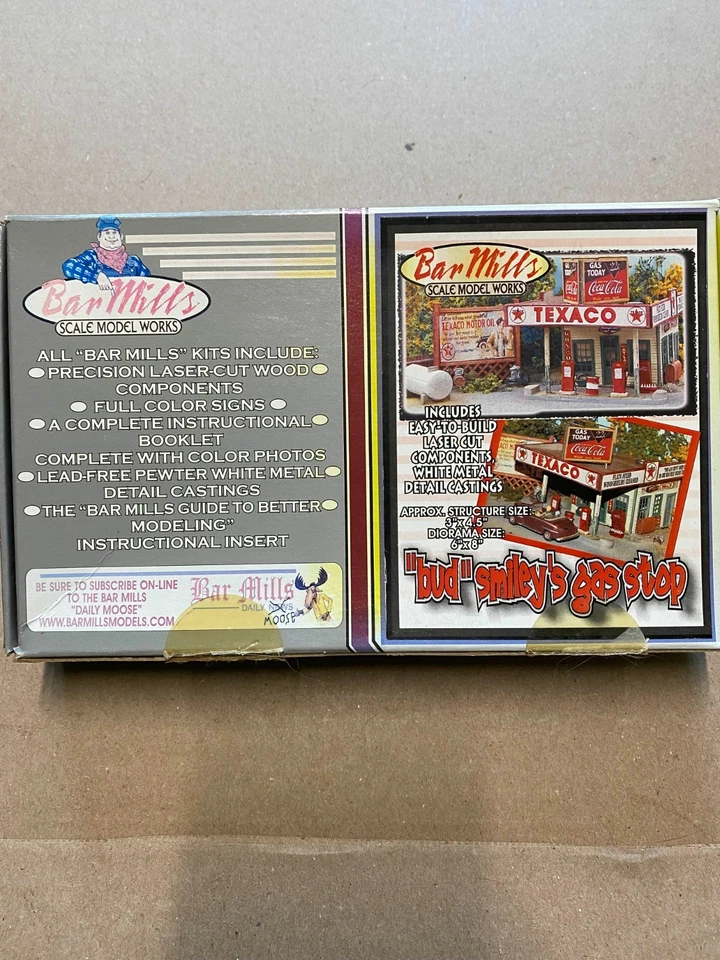 Bar Mills
SCALE MODEL WORKS
ALL "BAR MILLS" KITS INCLUDE:
PRECISION LASER-CUT WOOD
COMPONENTS
FULL COLOR SIGNS
A COMPLETE INSTRUCTIONAL
BOOKLET
COMPLETE WITH COLOR PHOTOS
LEAD-FREE PEWTER WHITE METAL
DETAIL CASTINGS
THE "BAR MILLS GUIDE TO BETTER
MODELING"
INSTRUCTIONAL INSERT
BE SURE TO SUBSCRIBE ON-LINE
TO THE BAR MILLS
"DAILY MOOSE"
WWW.BARMILLSMODELS.COM
Bar Mills
DAILY NEWS
MOOSE
Bar Mills
SCALE MODEL WORKS
GAS
TODAY
Coca-Cola
TEXACO
TEXACO MOTOR OIL
INCLUDES
EASY-TO-BUILD
LASER CUT
COMPONENTS,
WHITE METAL
DETAIL CASTINGS
GAS
TODAY
Coca-Cola
TEXACO
APPROX. STRUCTURE SIZE:
3"x4.5"
DIORAMA SIZE:
6"x8"
"bud" smiley's gas stop